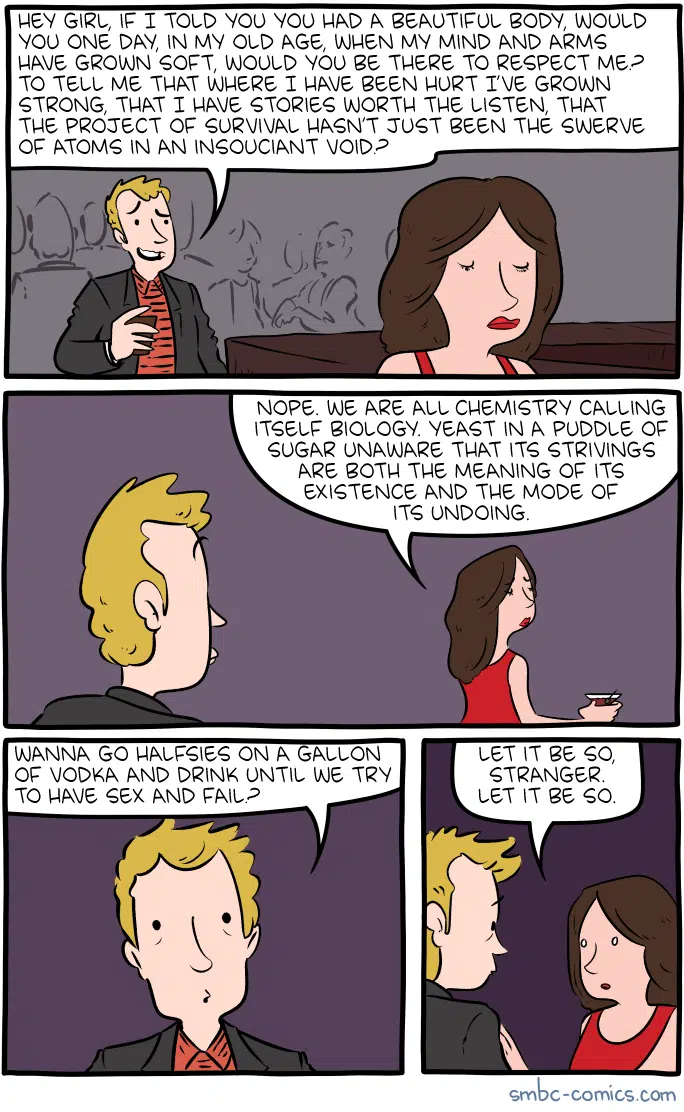 HEY GIRL, IF I TOLD YOU YOU HAD A BEAUTIFUL BODY, WOULD
YOU ONE DAY, IN MY OLD AGE, WHEN MY MIND AND ARMS
HAVE GROWN SOFT, WOULD YOU BE THERE TO RESPECT ME?
TO TELL ME THAT WHERE I HAVE BEEN HURT I'VE GROWN
STRONG, THAT I HAVE STORIES WORTH THE LISTEN, THAT
THE PROJECT OF SURVIVAL HASN'T JUST BEEN THE SWERVE
OF ATOMS IN AN INSOUCIANT VOID?
NOPE. WE ARE ALL CHEMISTRY CALLING
ITSELF BIOLOGY. YEAST IN A PUDDLE OF
SUGAR UNAWARE THAT ITS STRIVINGS
ARE BOTH THE MEANING OF ITS
EXISTENCE AND THE MODE OF
ITS UNDOING.
WANNA GO HALFSIES ON A GALLON
OF VODKA AND DRINK UNTIL WE TRY
TO HAVE SEX AND FAIL?
LET IT BE SO,
STRANGER.
LET IT BE SO.
smbc-comics.com